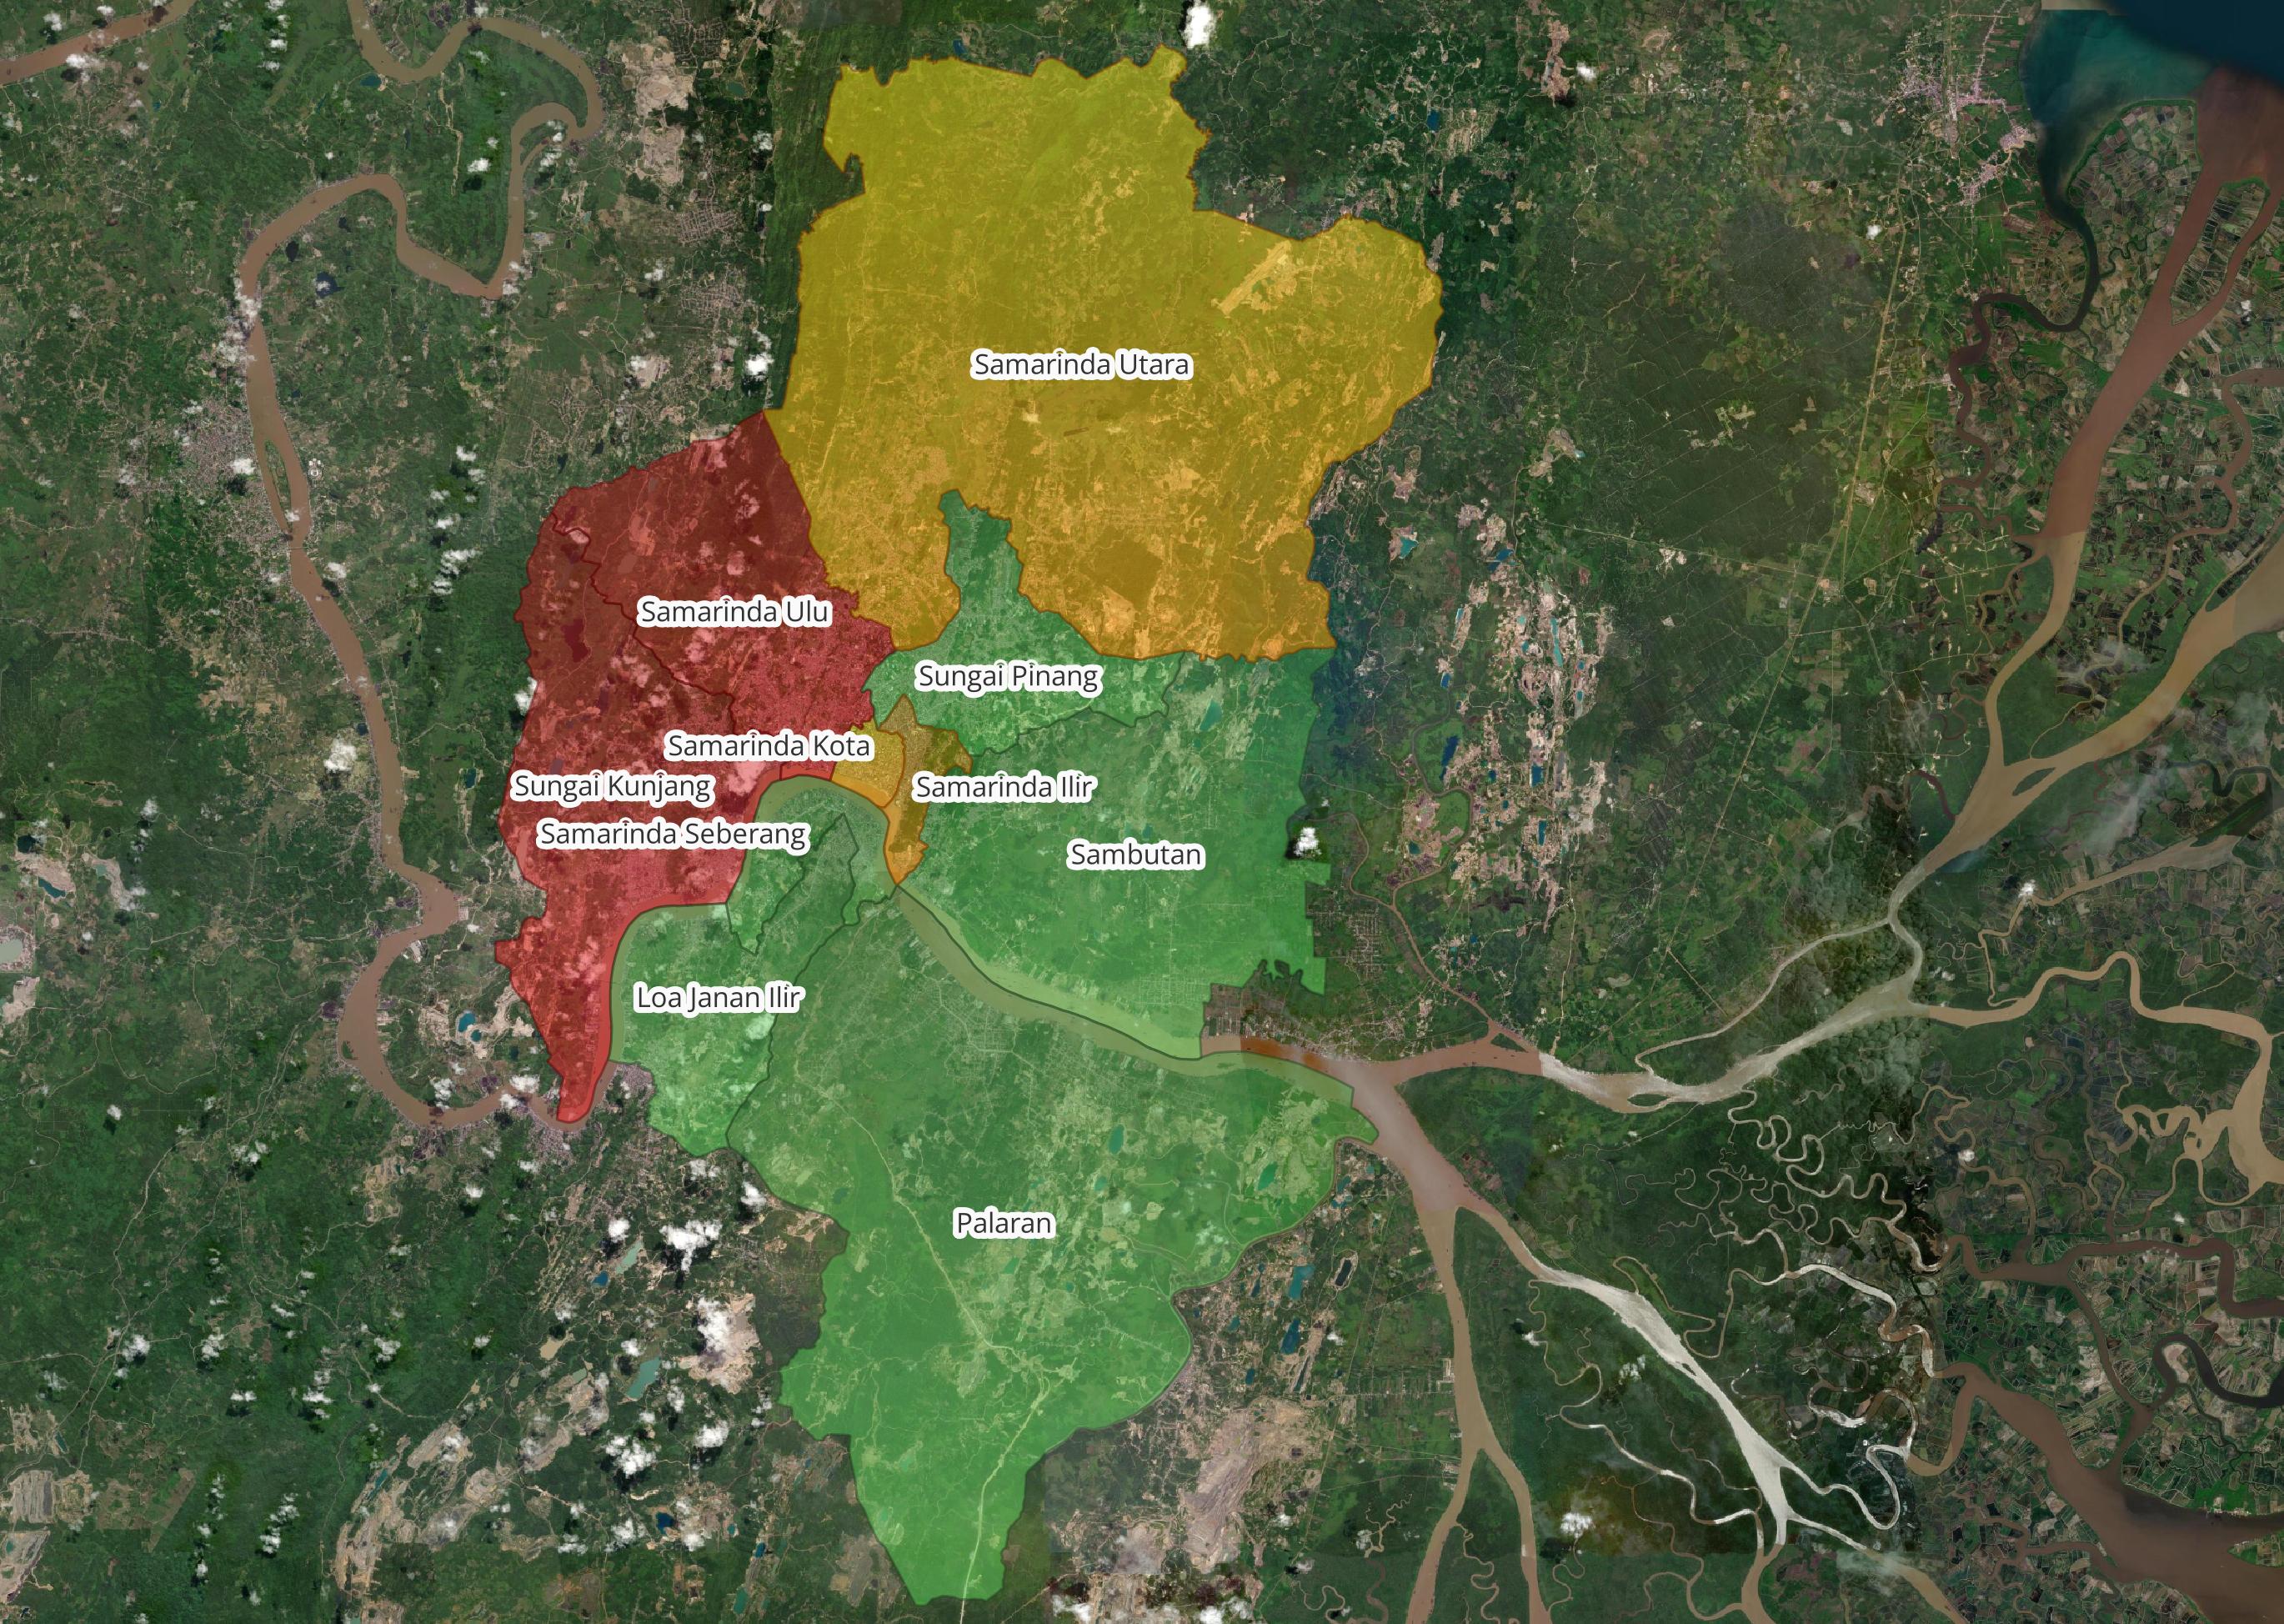 Samarinda Utara
Samarinda Ulu
Sungai Pinang
Samarinda Kota
Sungai Kunjang
Samarinda Ilir
Samarinda Seberang
Sambutan
Loa Janan Ilir
Palaran